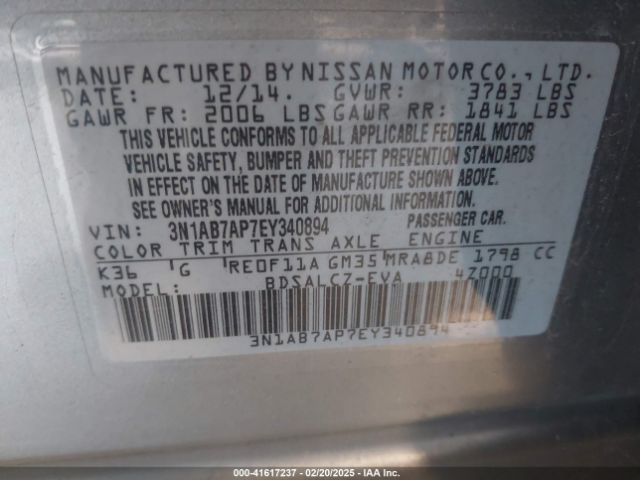 MANUFACTURED BY NISSAN MOTOR CO., LTD.
DATE: 12/14. GVWR: 3783 LBS
GAWR FR: 2006 LBS GAWR RR: 1841 LBS
THIS VEHICLE CONFORMS TO ALL APPLICABLE FEDERAL MOTOR
VEHICLE SAFETY, BUMPER AND THEFT PREVENTION STANDARDS
IN EFFECT ON THE DATE OF MANUFACTURE SHOWN ABOVE.
SEE OWNER'S MANUAL FOR ADDITIONAL INFORMATION.
VIN: 3N1AB7AP7EY340894 PASSENGER CAR.
COLOR TRIM TRANS AXLE ENGINE
K36 G RE0F11A GM35 MRA8DE 1798 CC
MODEL: BDSALCZ-EVA 4Z000
3N1AB7AP7EY340894
STOCK: 41617237 - 02/20/2025 - IAA Inc.